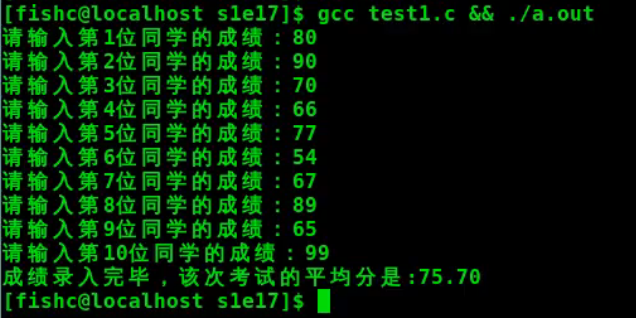 [fishc@localhost s1e17]$ gcc test1.c && ./a.out
请输入第1位同学的成绩：80
请输入第2位同学的成绩：90
请输入第3位同学的成绩：70
请输入第4位同学的成绩：66
请输入第5位同学的成绩：77
请输入第6位同学的成绩：54
请输入第7位同学的成绩：67
请输入第8位同学的成绩：89
请输入第9位同学的成绩：65
请输入第10位同学的成绩：99
成绩录入完毕，该次考试的平均分是:75.70
[fishc@localhost s1e17]$